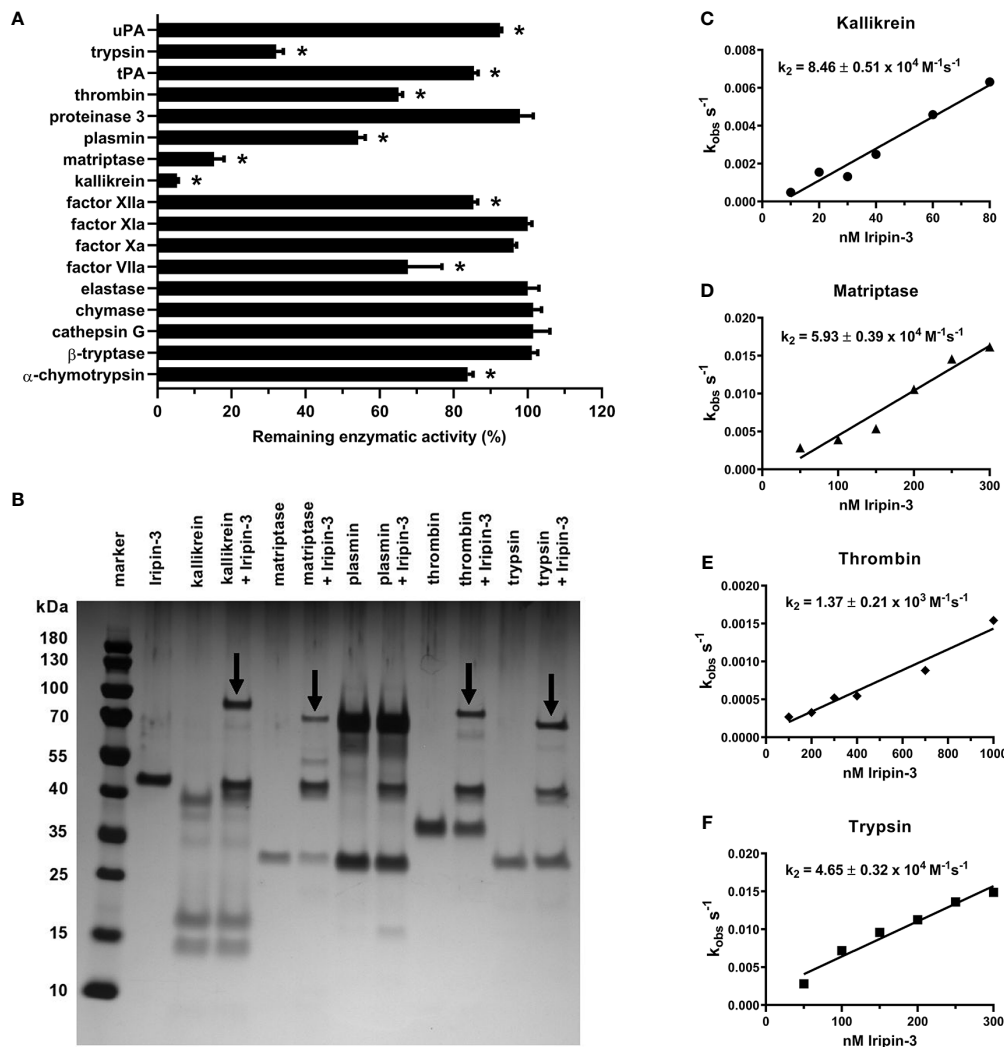 A
uPA
trypsin
tPA
thrombin
proteinase 3
plasmin
matriptase
kallikrein
factor XIIa
factor XIa
factor Xa
factor VIIa
elastase
chymase
cathepsin G
β-tryptase
α-chymotrypsin
* * * * * * * * * *
0 20 40 60 80 100 120
Remaining enzymatic activity (%)
B
marker
Iripin-3
kallikrein
kallikrein
+ Iripin-3
matriptase
matriptase
+ Iripin-3
plasmin
plasmin
+ Iripin-3
thrombin
thrombin
+ Iripin-3
trypsin
trypsin
+ Iripin-3
kDa
180
130
100
70
55
40
35
25
15
10
C
Kallikrein
k₂ = 8.46 ± 0.51 x 10⁴ M⁻¹s⁻¹
kobs s⁻¹
0.008
0.006
0.004
0.002
0.000
0 20 40 60 80
nM Iripin-3
D
Matriptase
k₂ = 5.93 ± 0.39 x 10⁴ M⁻¹s⁻¹
kobs s⁻¹
0.020
0.015
0.010
0.005
0.000
0 100 200 300
nM Iripin-3
E
Thrombin
k₂ = 1.37 ± 0.21 x 10³ M⁻¹s⁻¹
kobs s⁻¹
0.0020
0.0015
0.0010
0.0005
0.0000
0 200 400 600 800 1000
nM Iripin-3
F
Trypsin
k₂ = 4.65 ± 0.32 x 10⁴ M⁻¹s⁻¹
kobs s⁻¹
0.020
0.015
0.010
0.005
0.000
0 100 200 300
nM Iripin-3